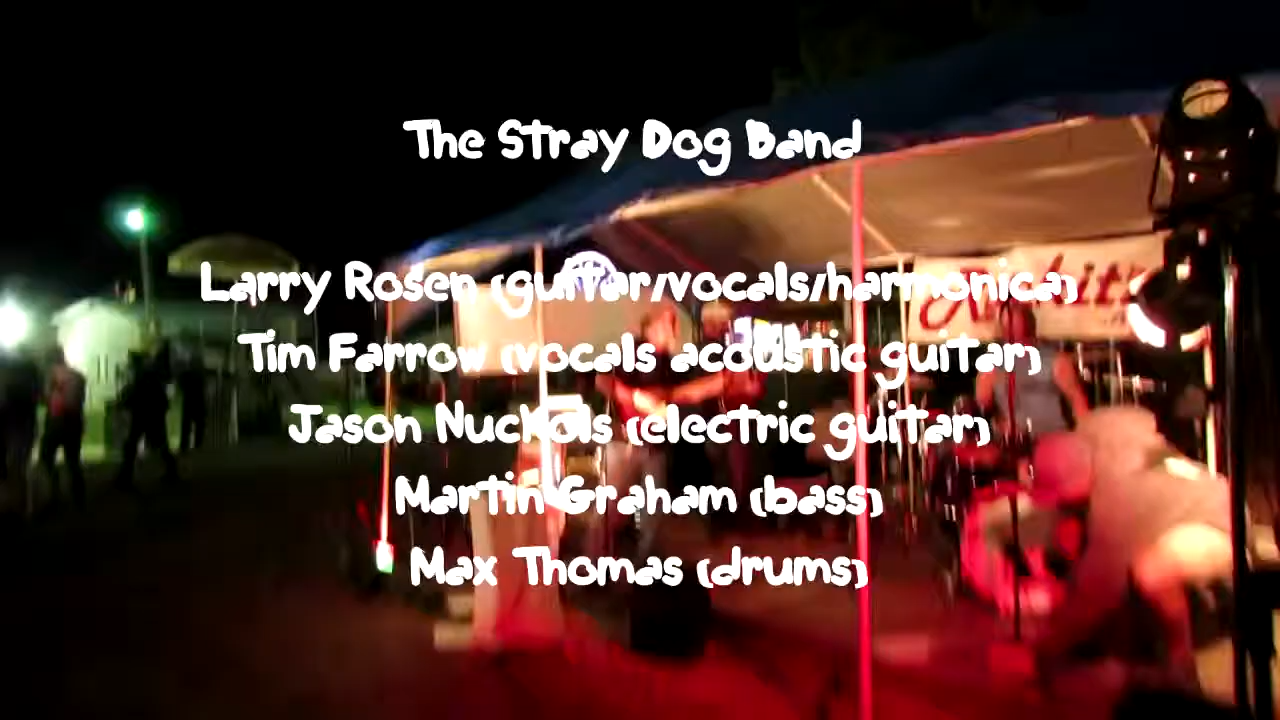 The Stray Dog Band
Larry Rosen (guitar/vocals/harmonica)
Tim Farrow (vocals acoustic guitar)
Jason Nuckols (electric guitar)
Martin Graham (bass)
Max Thomas (drums)